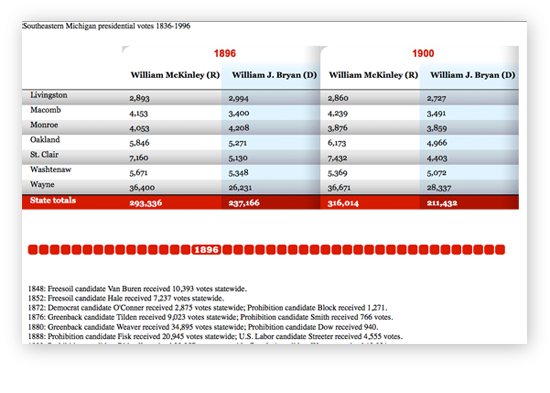 Southeastern Michigan presidential votes 1836-1996
1896 1900
William McKinley (R) William J. Bryan (D) William McKinley (R) William J. Bryan (D)
Livingston 2,893 2,994 2,860 2,727
Macomb 4,153 3,400 4,239 3,491
Monroe 4,053 4,208 3,876 3,859
Oakland 5,846 5,271 6,173 4,966
St. Clair 7,160 5,130 7,432 4,403
Washtenaw 5,671 5,348 5,369 5,072
Wayne 36,400 26,231 36,671 28,337
State totals 293,336 237,166 316,014 211,432
1896
1848: Freesoil candidate Van Buren received 10,393 votes statewide.
1852: Freesoil candidate Hale received 7,237 votes statewide.
1872: Democrat candidate O'Conner received 2,875 votes statewide; Prohibition candidate Block received 1,271.
1876: Greenback candidate Tilden received 9,023 votes statewide; Prohibition candidate Smith received 766 votes.
1880: Greenback candidate Weaver received 34,895 votes statewide; Prohibition candidate Dow received 940.
1888: Prohibition candidate Fisk received 20,945 votes statewide; U.S. Labor candidate Streeter received 4,555 votes.